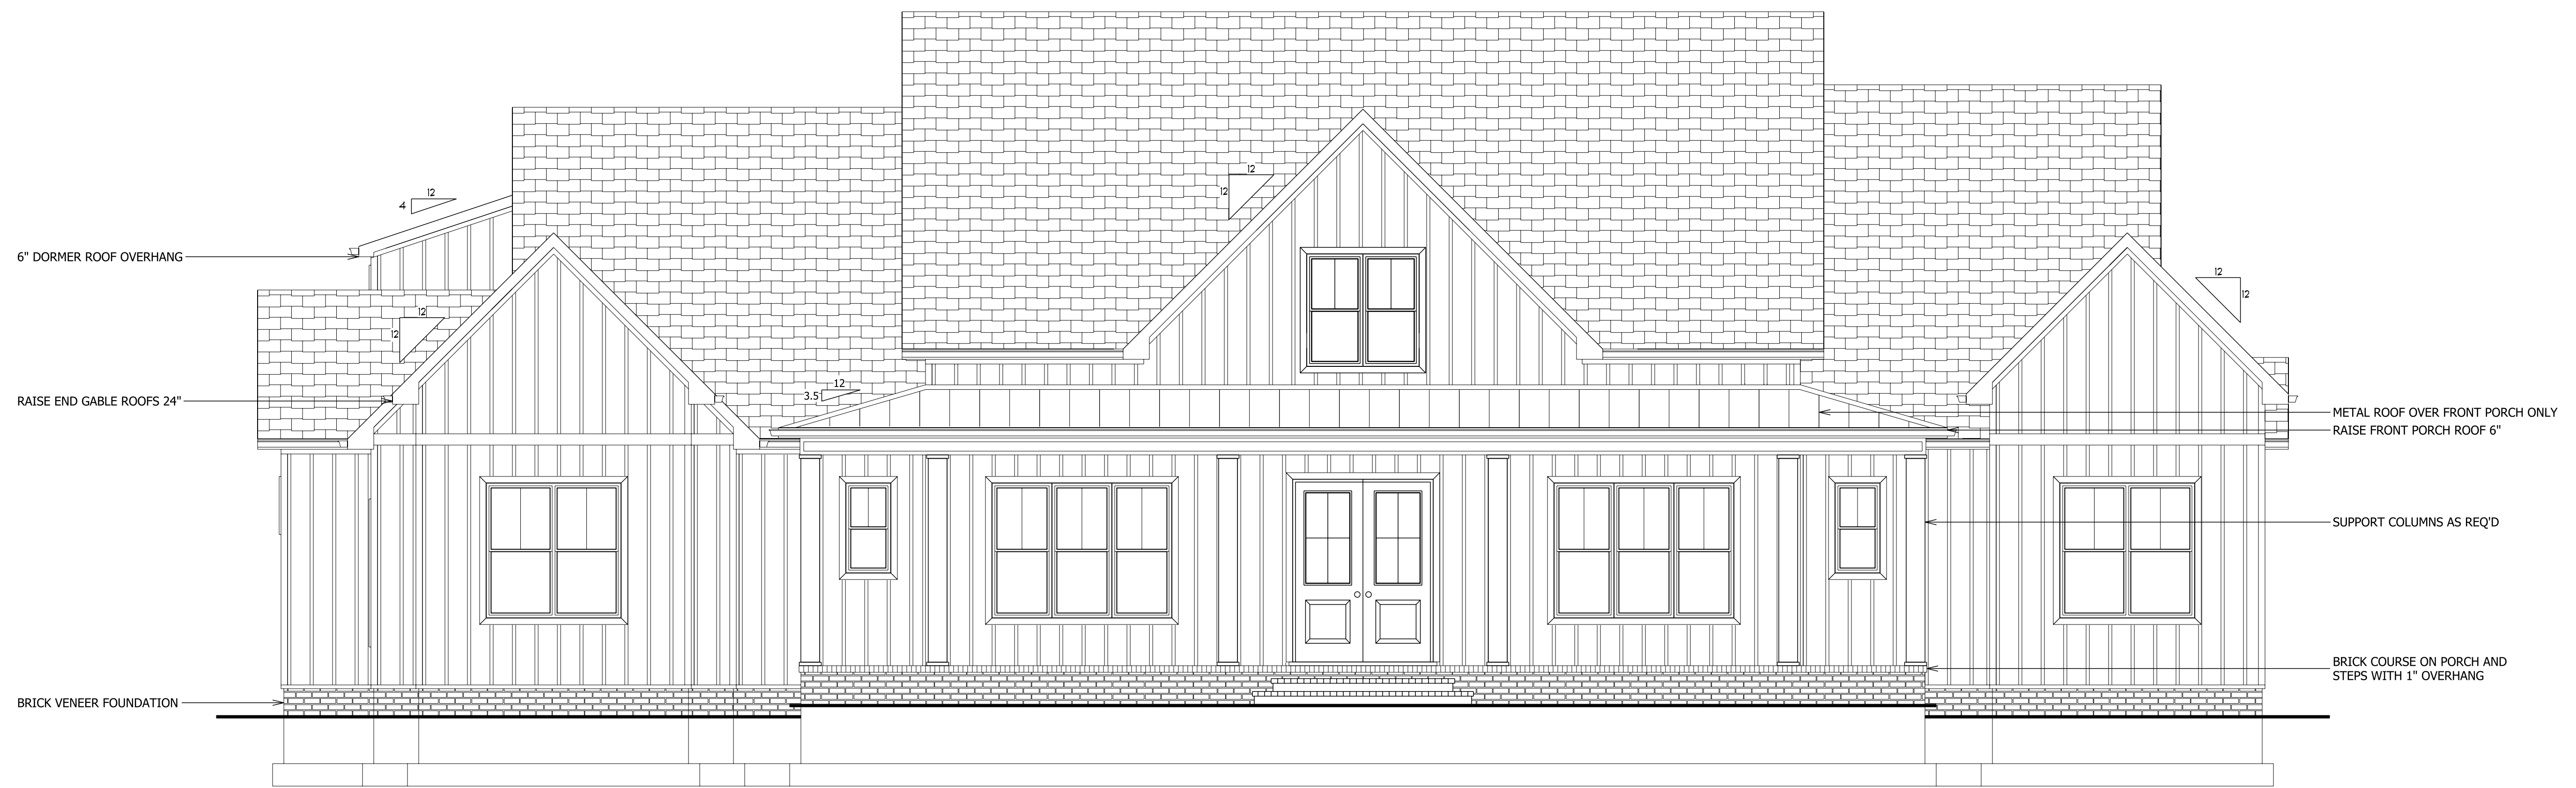 12
12
12
4
6" DORMER ROOF OVERHANG
12
12
12
12
12
3.5
RAISE END GABLE ROOFS 24"
METAL ROOF OVER FRONT PORCH ONLY
RAISE FRONT PORCH ROOF 6"
SUPPORT COLUMNS AS REQ'D
BRICK COURSE ON PORCH AND
STEPS WITH 1" OVERHANG
BRICK VENEER FOUNDATION